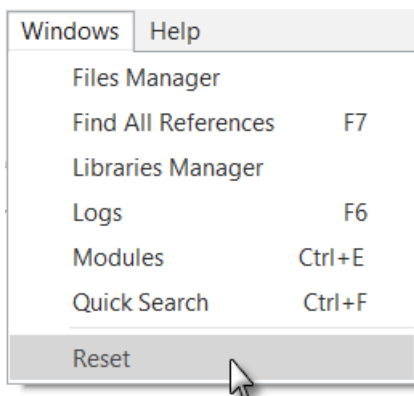 Windows Help
Files Manager
Find All References F7
Libraries Manager
Logs F6
Modules Ctrl+E
Quick Search Ctrl+F
Reset